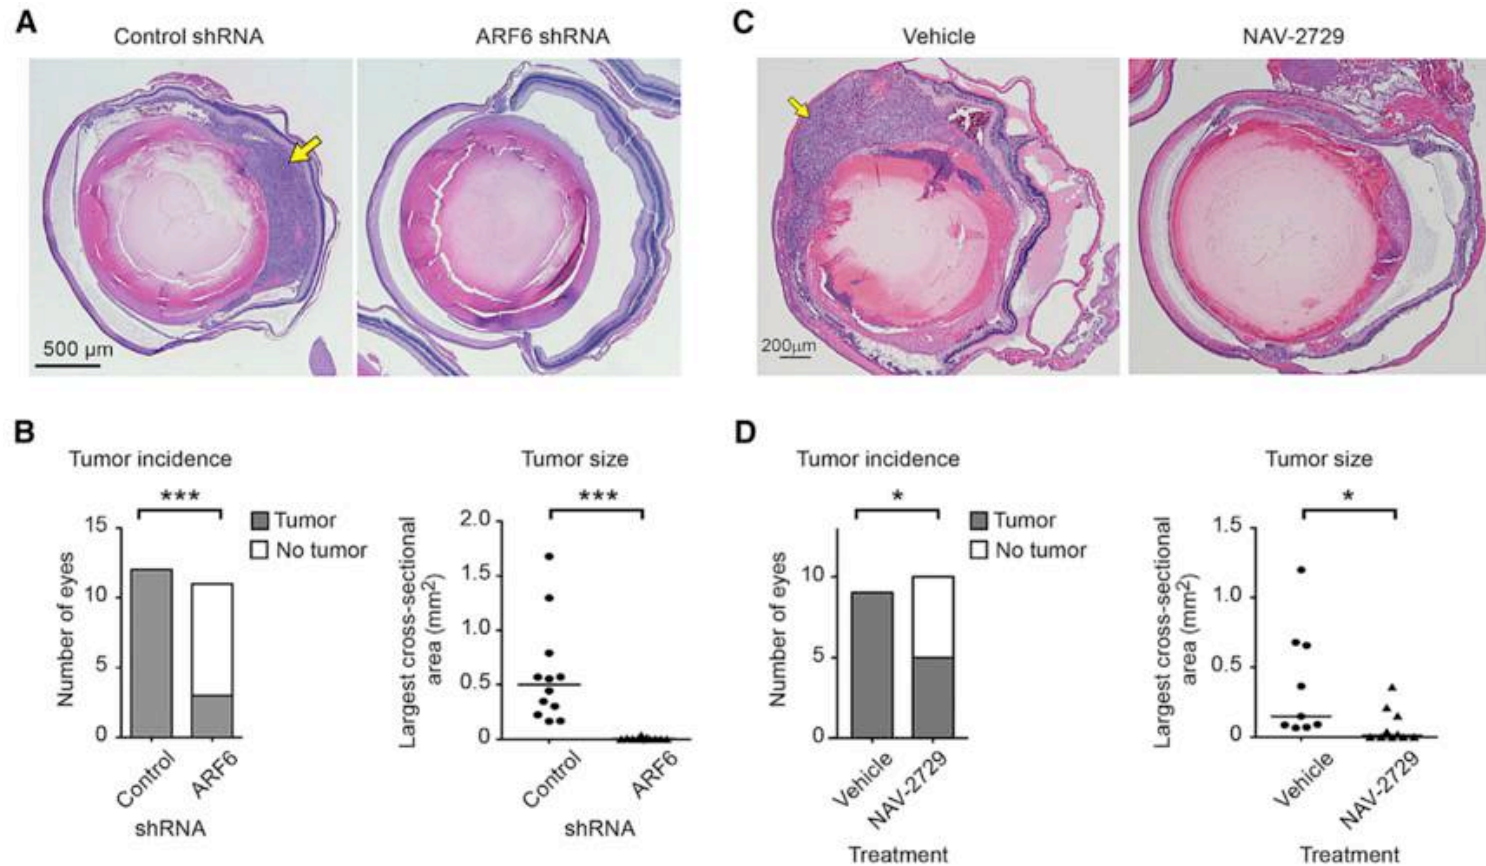 A
Control shRNA
ARF6 shRNA
500 µm
B
Tumor incidence
***
Tumor
No tumor
Number of eyes
15
10
5
0
Control
ARF6
shRNA
Tumor size
***
Largest cross-sectional
area (mm²)
2.0
1.5
1.0
0.5
0
Control
ARF6
shRNA
C
Vehicle
NAV-2729
200µm
D
Tumor incidence
*
Tumor
No tumor
Number of eyes
10
5
0
Vehicle
NAV-2729
Treatment
Tumor size
*
Largest cross-sectional
area (mm²)
1.5
1.0
0.5
0
Vehicle
NAV-2729
Treatment